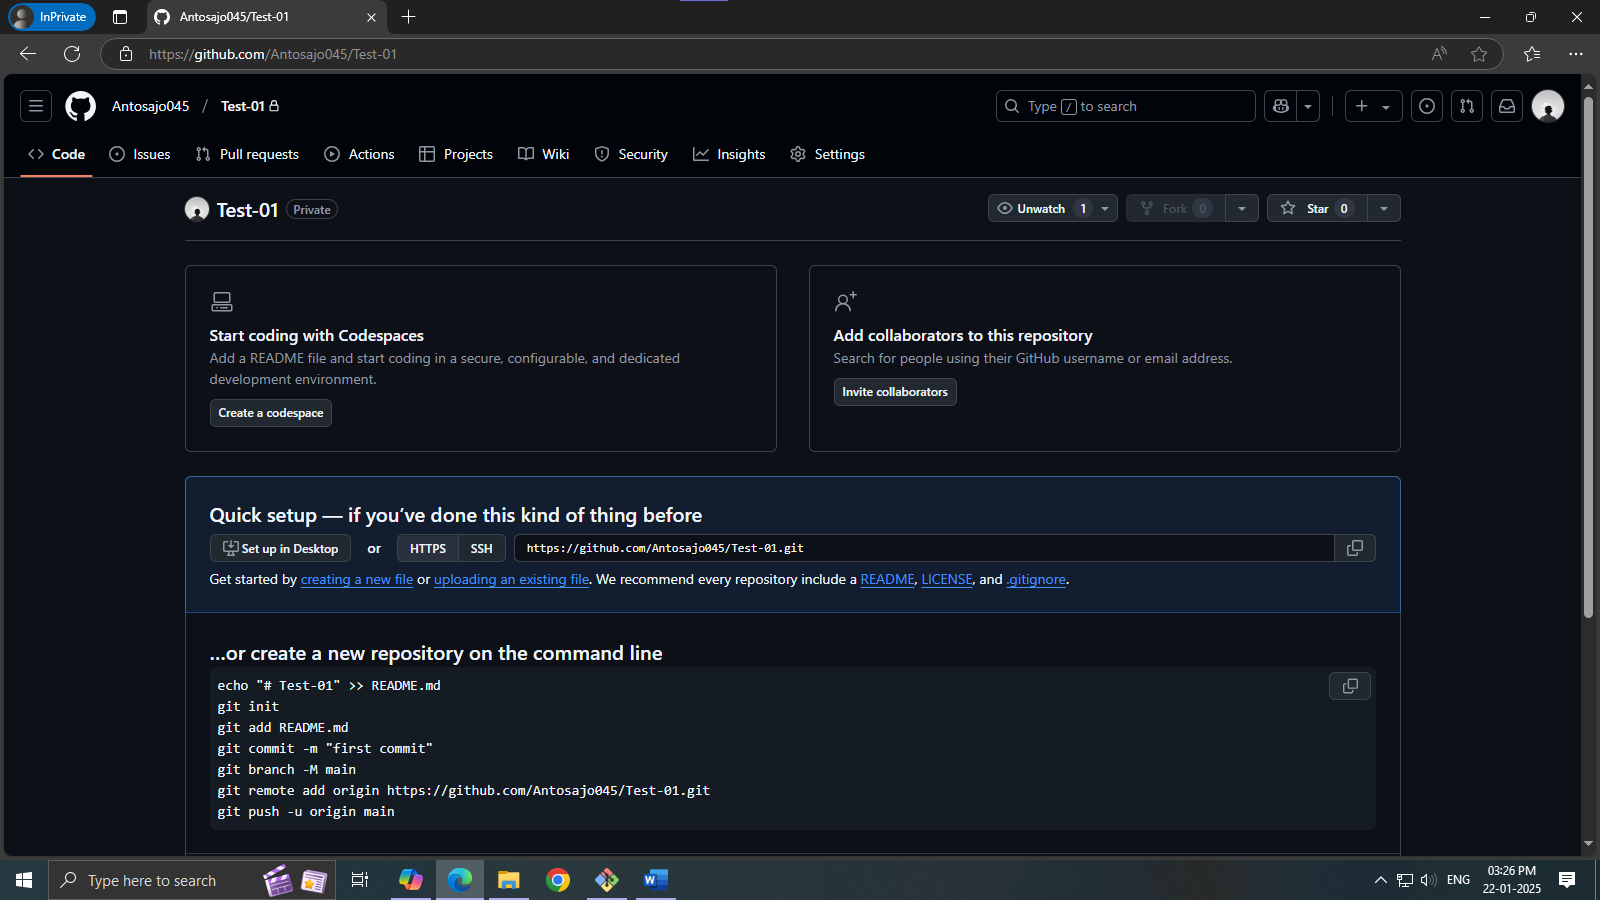 InPrivate
Antosajo045/Test-01
https://github.com/Antosajo045/Test-01
Antosajo045 / Test-01
Type / to search
Code
Issues
Pull requests
Actions
Projects
Wiki
Security
Insights
Settings
Test-01 Private
Unwatch 1
Fork 0
Star 0
Start coding with Codespaces
Add a README file and start coding in a secure, configurable, and dedicated
development environment.
Create a codespace
Add collaborators to this repository
Search for people using their GitHub username or email address.
Invite collaborators
Quick setup — if you’ve done this kind of thing before
Set up in Desktop or HTTPS SSH https://github.com/Antosajo045/Test-01.git
Get started by creating a new file or uploading an existing file. We recommend every repository include a README, LICENSE, and .gitignore.
...or create a new repository on the command line
echo "# Test-01" >> README.md
git init
git add README.md
git commit -m "first commit"
git branch -M main
git remote add origin https://github.com/Antosajo045/Test-01.git
git push -u origin main
Type here to search
ENG
03:26 PM
22-01-2025